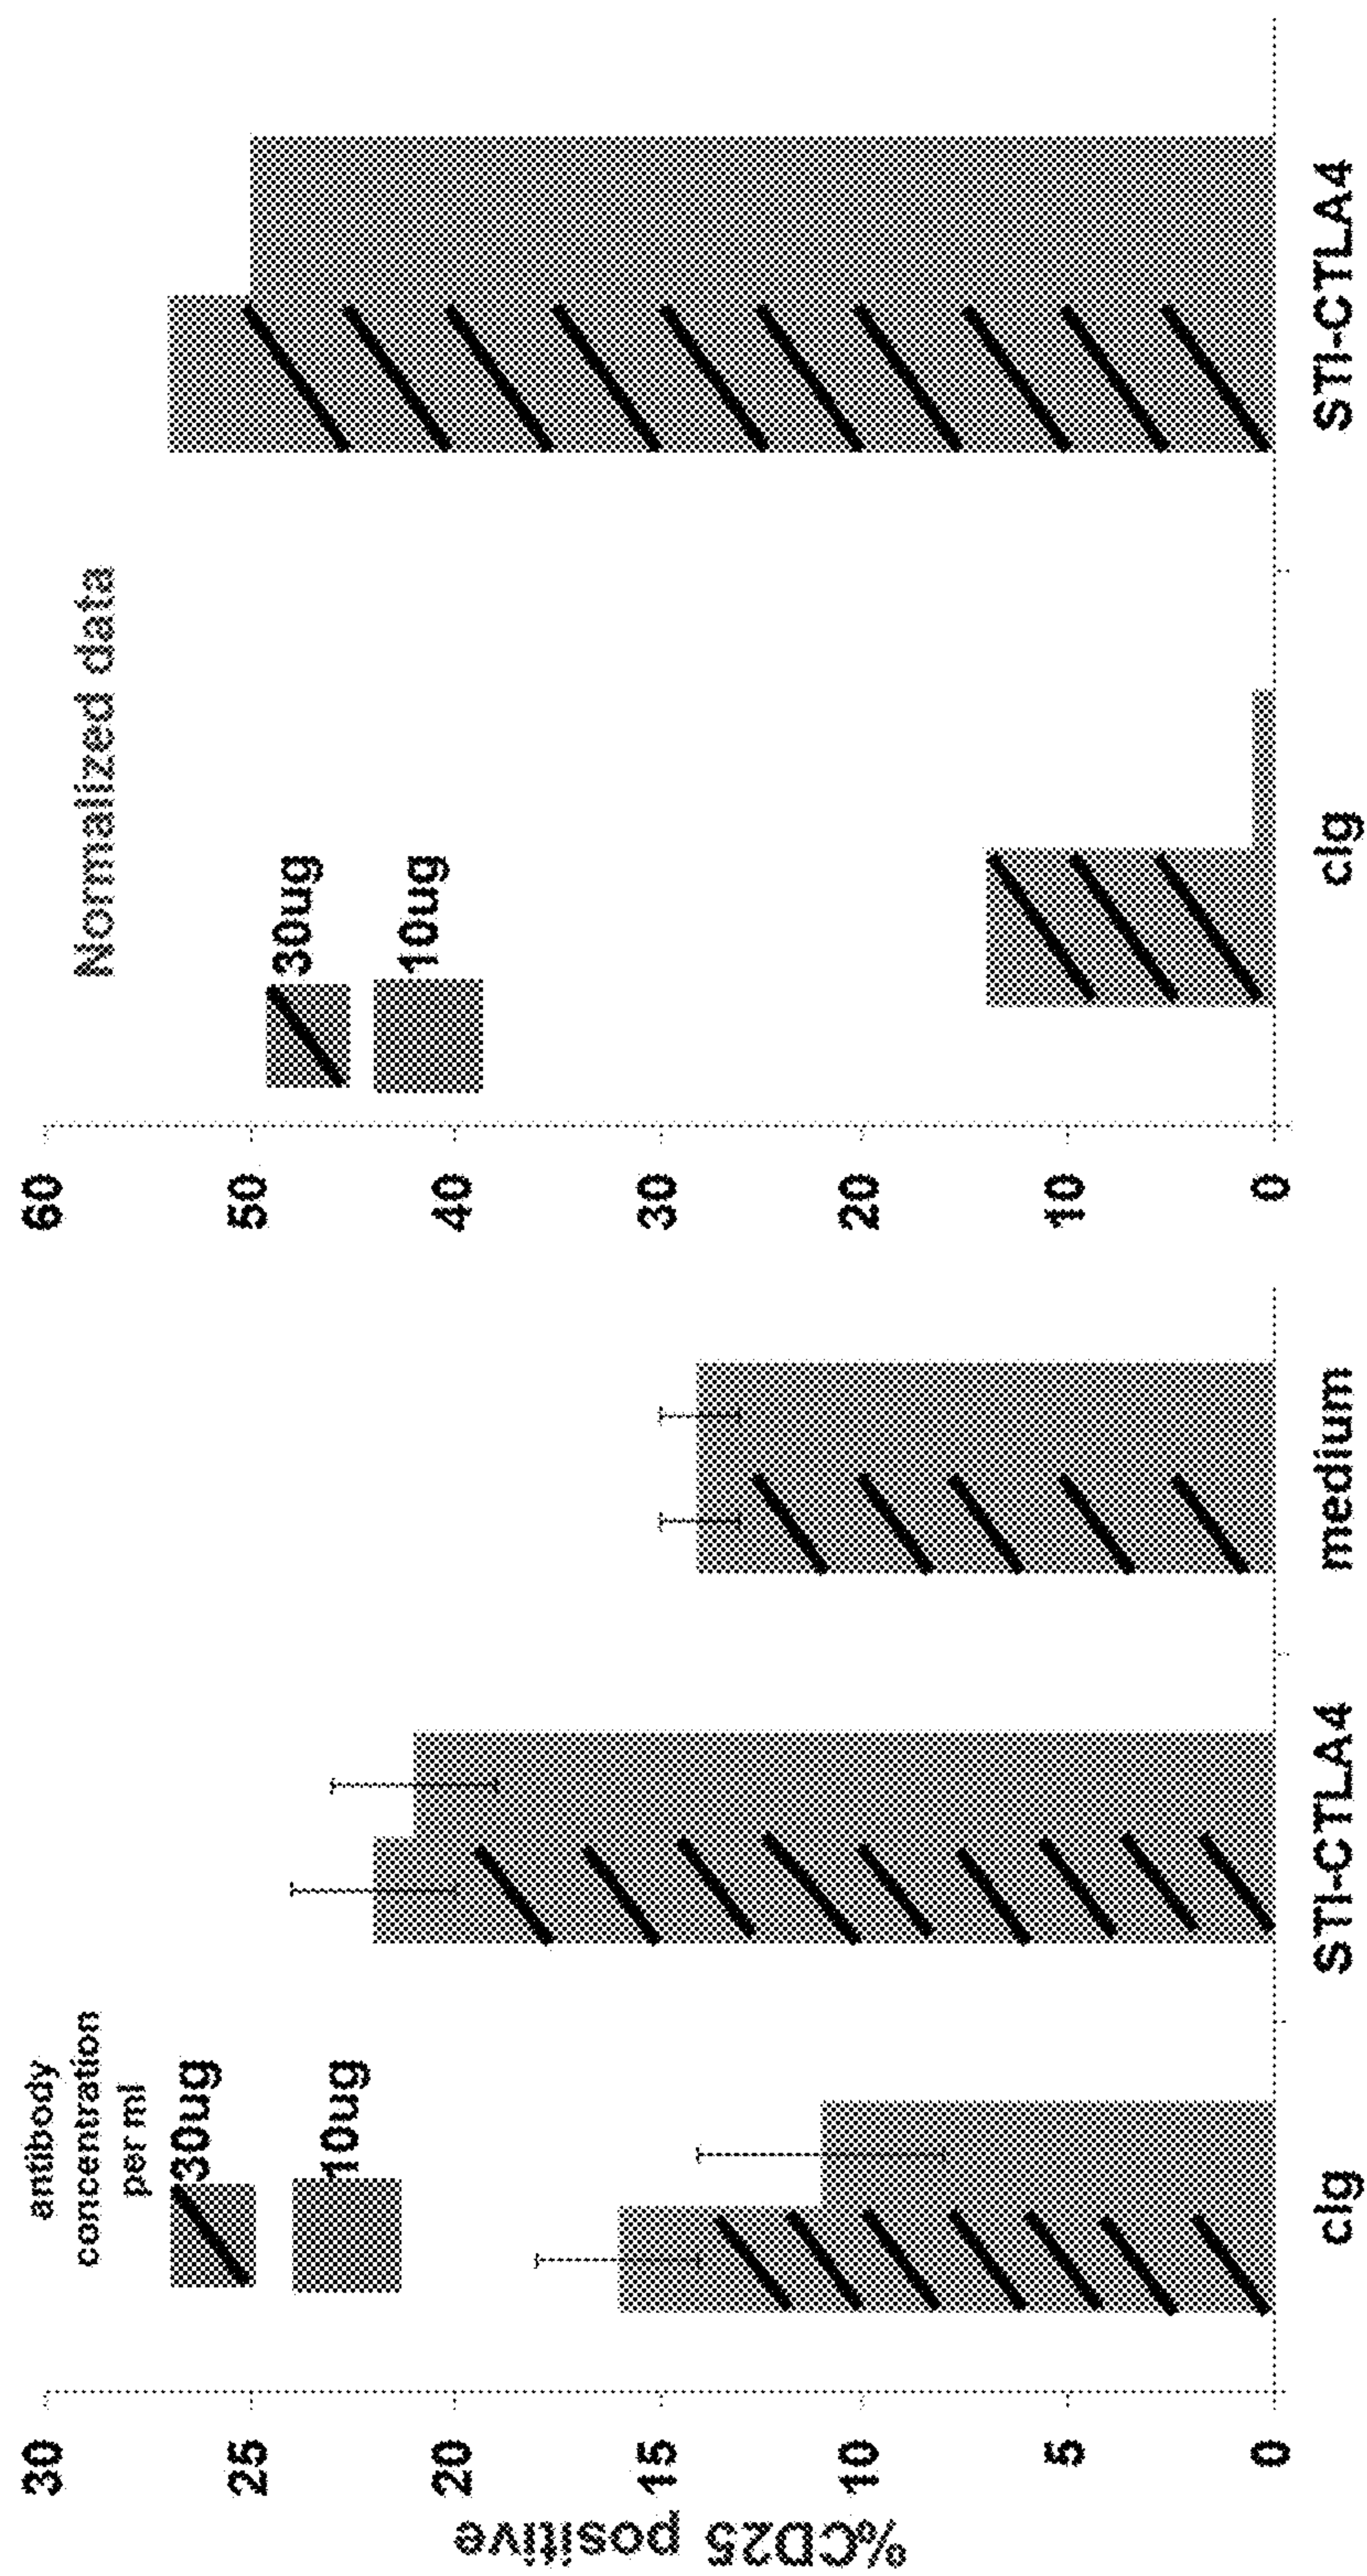 %CD25 positive
30
25
20
15
10
5
0
antibody
concentration
per ml
30ug
10ug
cIg
STI-CTLA4
medium
Normalized data
60
50
40
30
20
10
0
30ug
10ug
cIg
STI-CTLA4